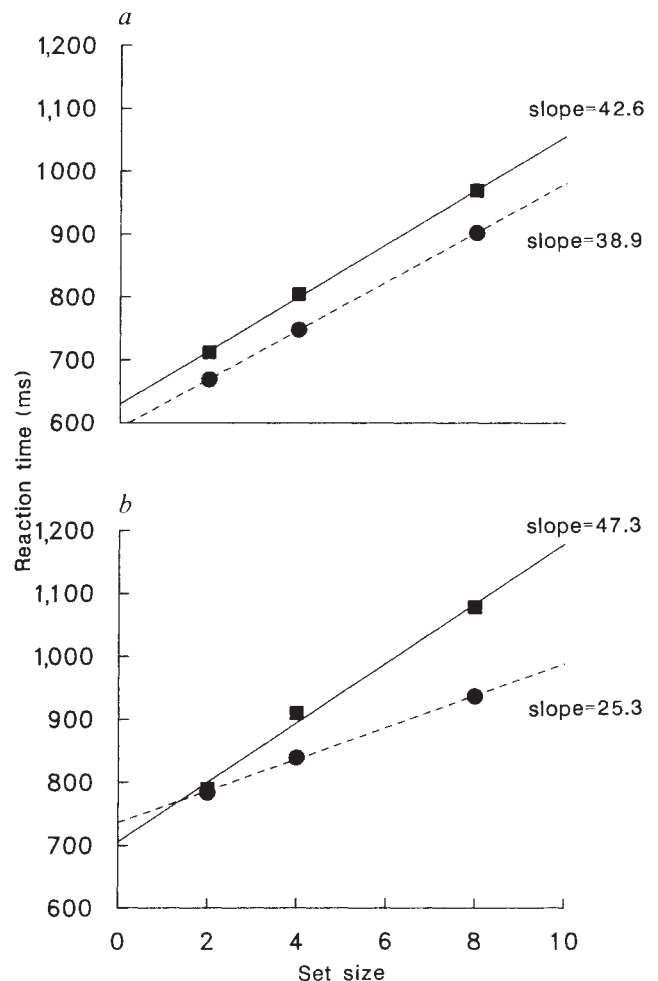 a
1,200
1,100
1000
900
800
700
600
slope=42.6
slope=38.9
Reaction time (ms)
b
1,200
1,100
1,000
900
800
700
600
slope=47.3
slope=25.3
0 2 4 6 8 10
Set size